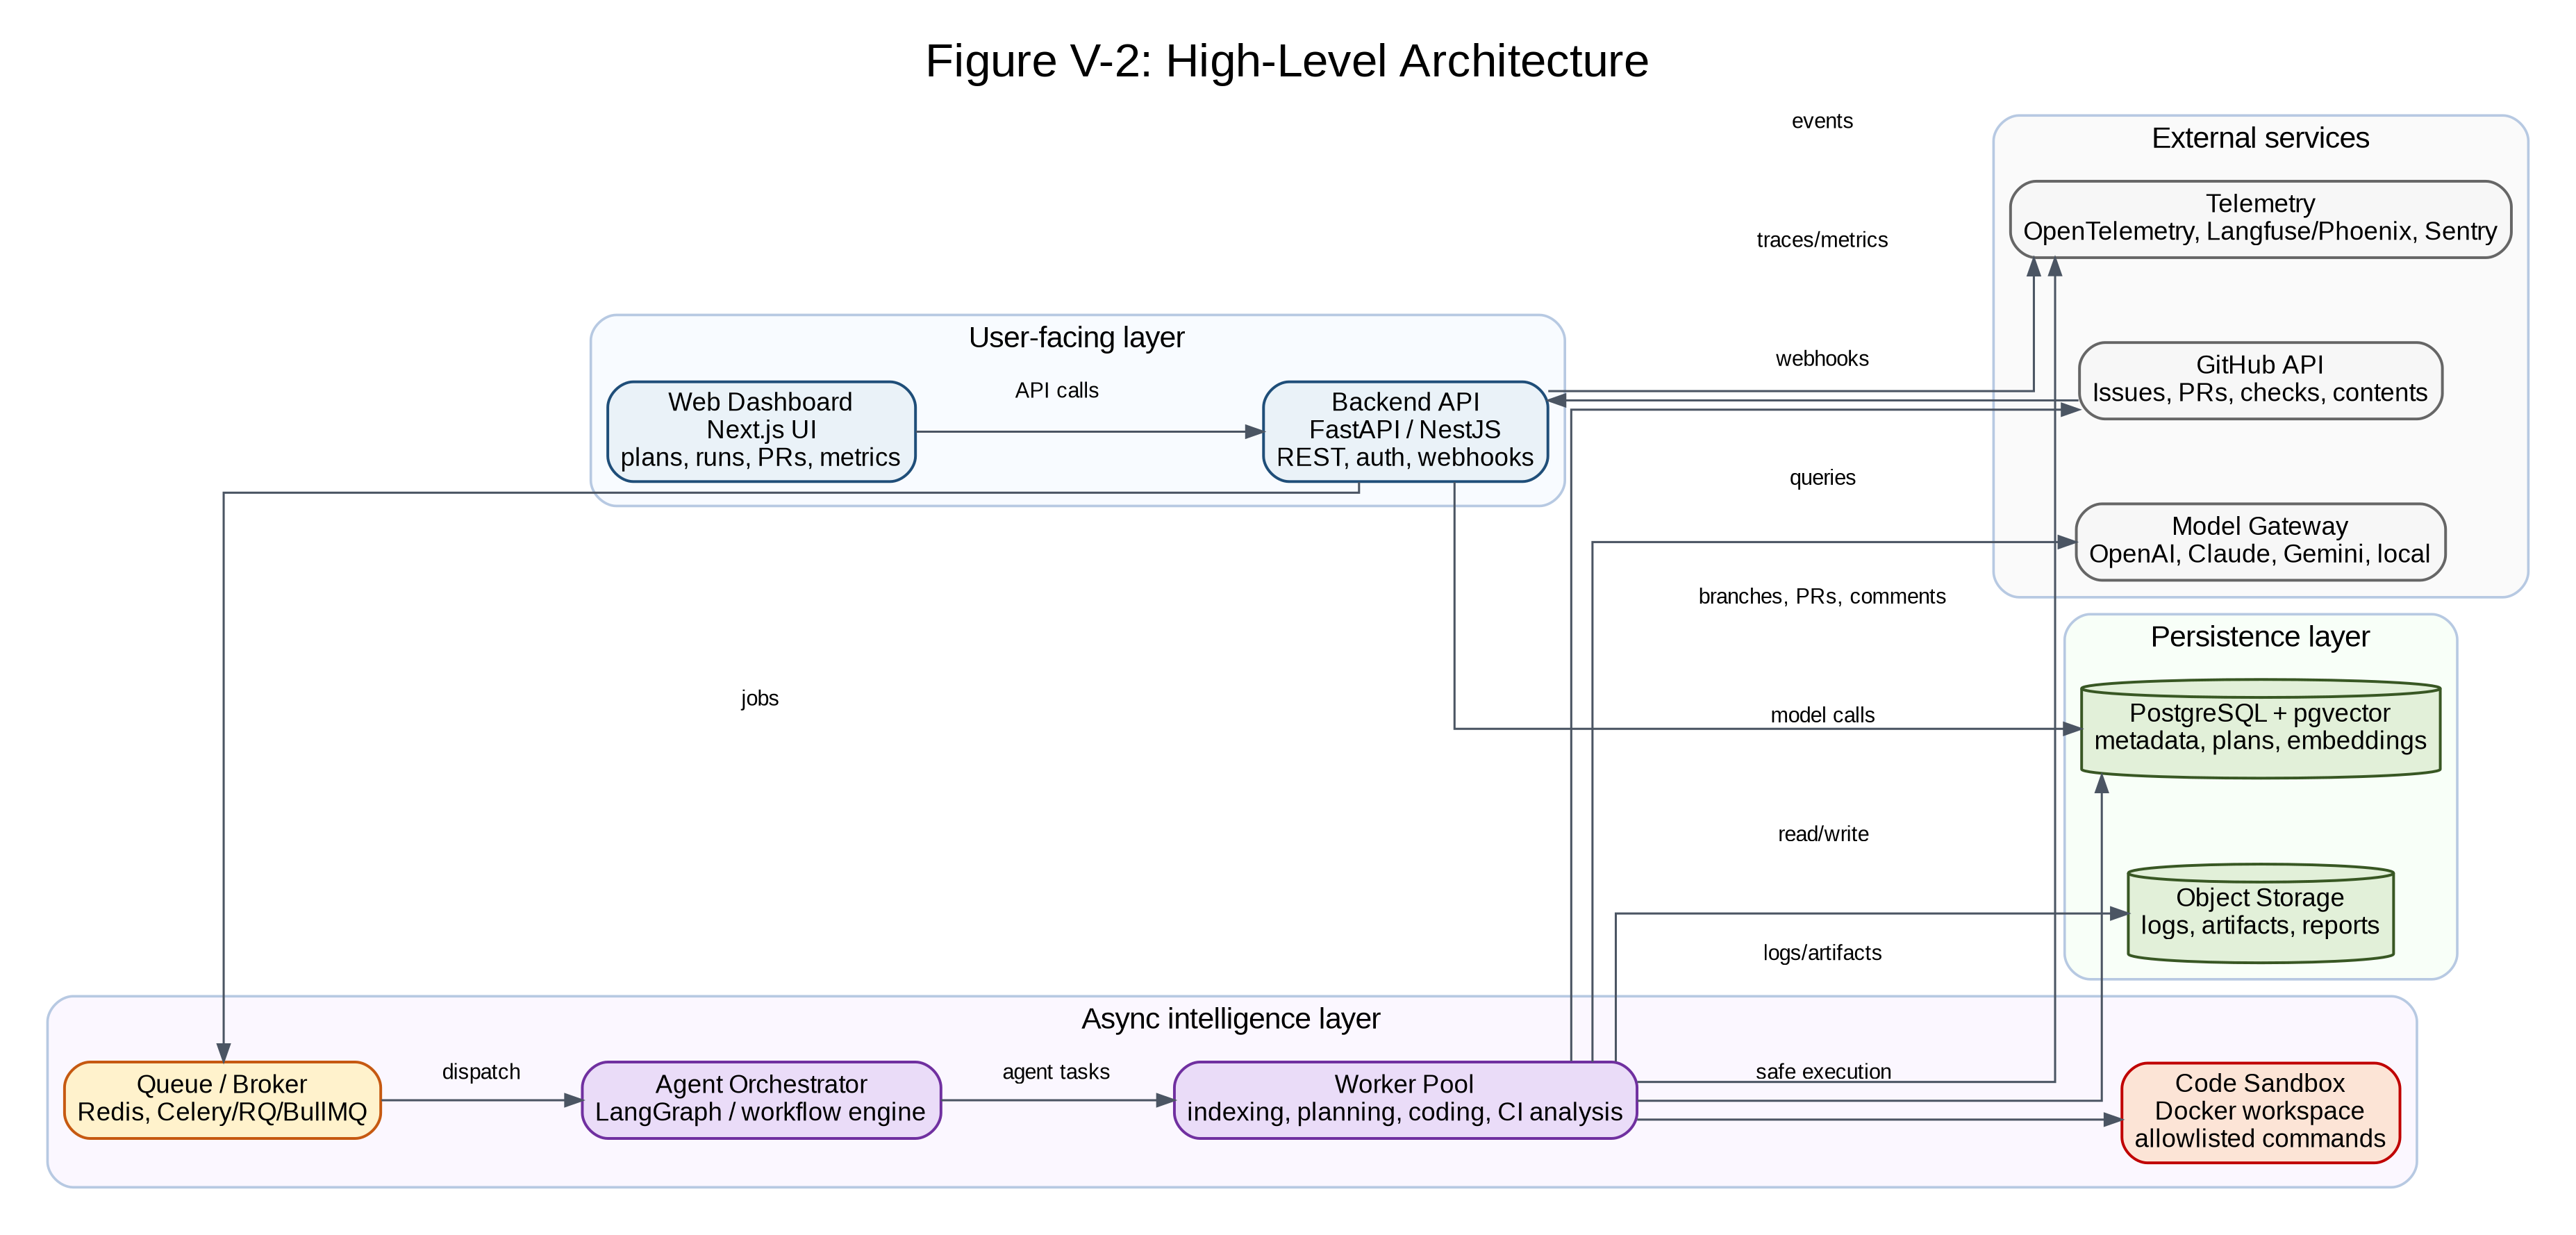 Figure V-2: High-Level Architecture
events
External services
Telemetry
OpenTelemetry, Langfuse/Phoenix, Sentry
traces/metrics
User-facing layer
webhooks
GitHub API
Issues, PRs, checks, contents
Web Dashboard
Next.js UI
plans, runs, PRs, metrics
API calls
Backend API
FastAPI / NestJS
REST, auth, webhooks
queries
Model Gateway
OpenAI, Claude, Gemini, local
branches, PRs, comments
Persistence layer
jobs
model calls
PostgreSQL + pgvector
metadata, plans, embeddings
read/write
Object Storage
logs, artifacts, reports
logs/artifacts
Async intelligence layer
Queue / Broker
Redis, Celery/RQ/BullMQ
dispatch
Agent Orchestrator
LangGraph / workflow engine
agent tasks
Worker Pool
indexing, planning, coding, CI analysis
safe execution
Code Sandbox
Docker workspace
allowlisted commands